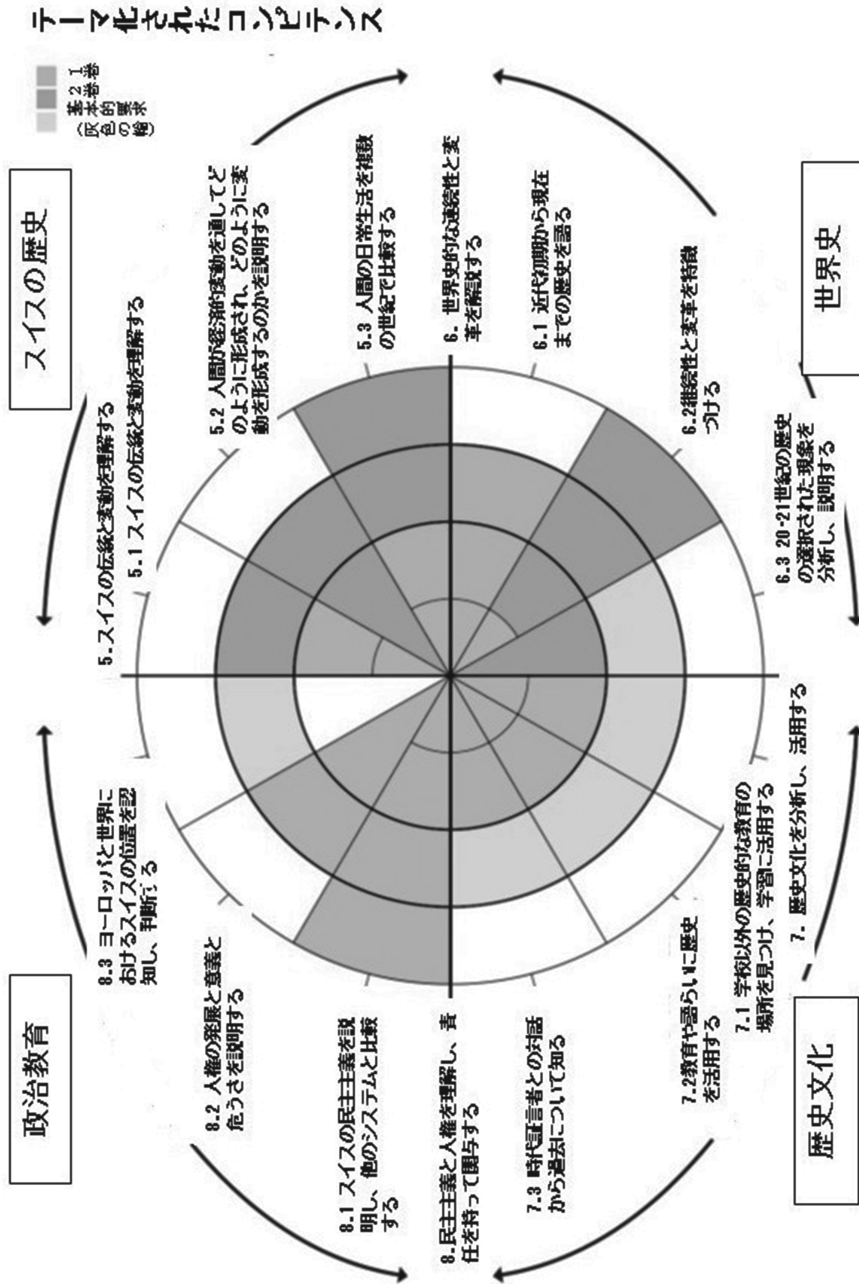 テーマ化されたコンピテンス
1巻
2巻
基本的要求
(灰色の輪)
スイスの歴史
5.スイスの伝統と変動を理解する
5.1 スイスの伝統と変動を理解する
5.2 人間が経済的変動を通してど
のように形成され、どのように変
動を形成するのかを説明する
5.3 人間の日常生活を複数
の世紀で比較する
6. 世界史的な連続性と変
革を解説する
6.1 近代初期から現在
までの歴史を語る
6.2継続性と変革を特徴
づける
6.3 20-21世紀の歴史
の選択された現象を
分析し、説明する
世界史
7. 歴史文化を分析し、活用する
7.1 学校以外の歴史的な教育の
場所を見つけ、学習に活用する
7.2教育や語らいに歴史
を活用する
7.3 時代証言者との対話
から過去について知る
歴史文化
8.民主主義と人権を理解し、責
任を持って関与する
8.1 スイスの民主主義を説
明し、他のシステムと比較
する
8.2 人権の発展と意義と
危うさを説明する
8.3 ヨーロッパと世界に
おけるスイスの位置を認
知し、判断する
政治教育